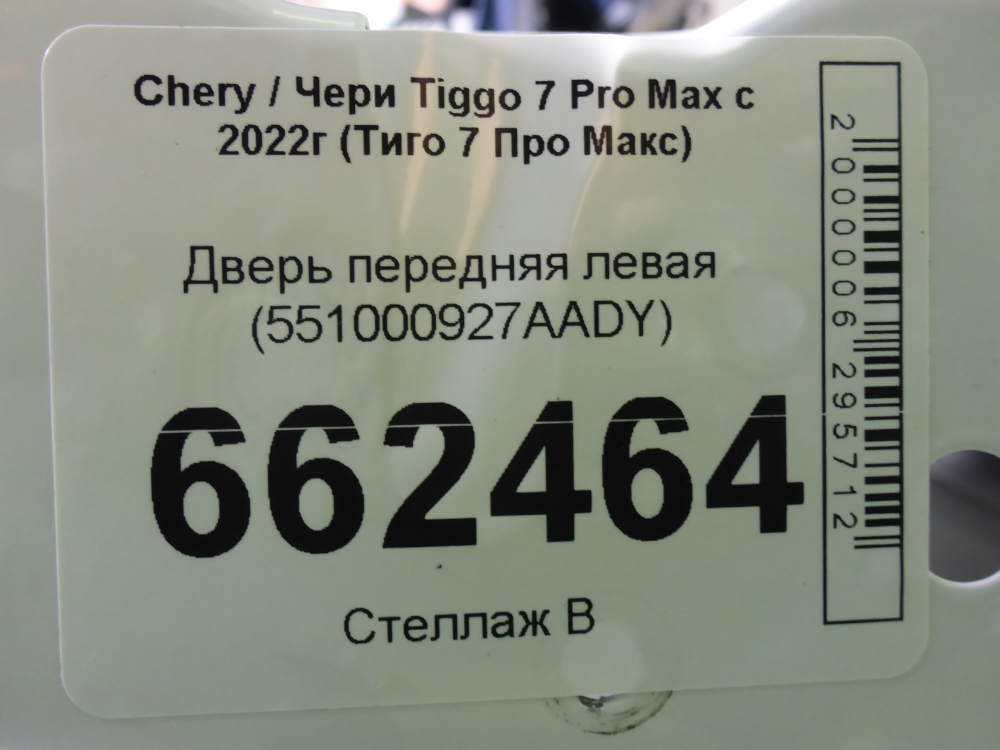 Chery / Чери Tiggo 7 Pro Max с
2022г (Тиго 7 Про Макс)
Дверь передняя левая
(551000927AADY)
662464
Стеллаж В
2000006295712